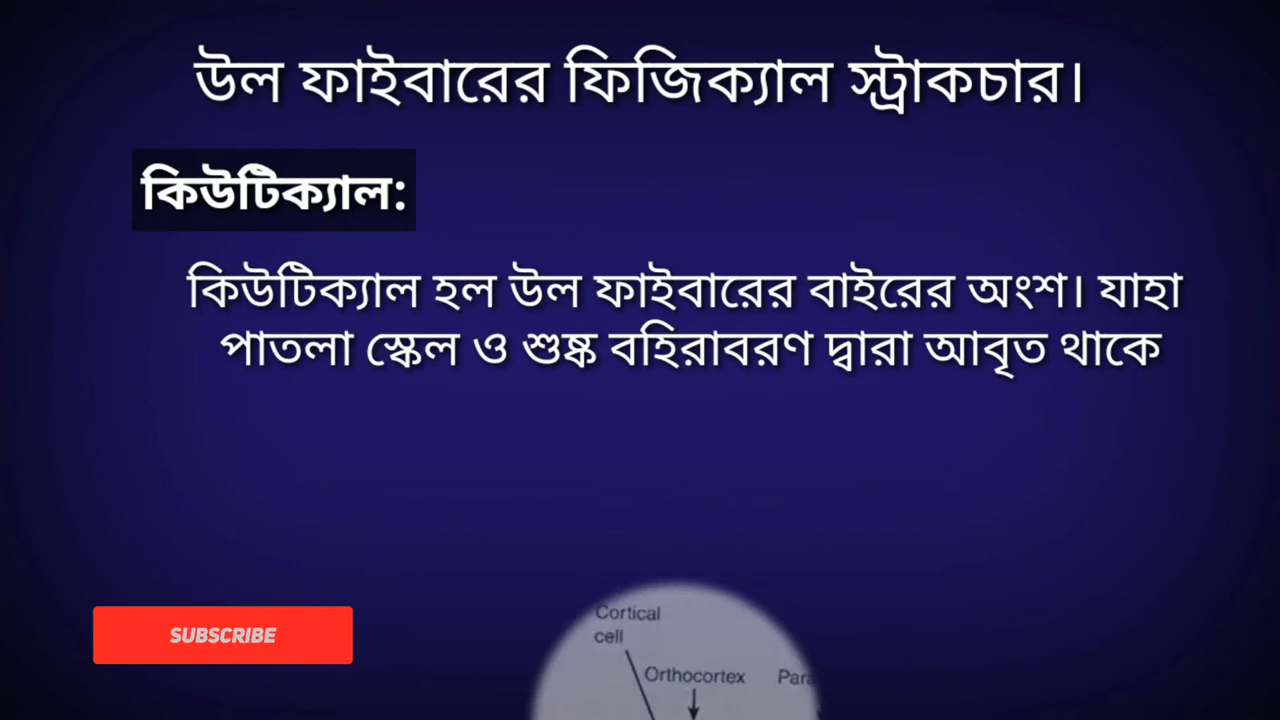 উল ফাইবারের ফিজিক্যাল স্ট্রাকচার।
কিউটিক্যাল:
কিউটিক্যাল হল উল ফাইবারের বাইরের অংশ। যাহা
পাতলা স্কেল ও শুষ্ক বহিরাবরণ দ্বারা আবৃত থাকে
Cortical
cell
Orthocortex
SUBSCRIBE